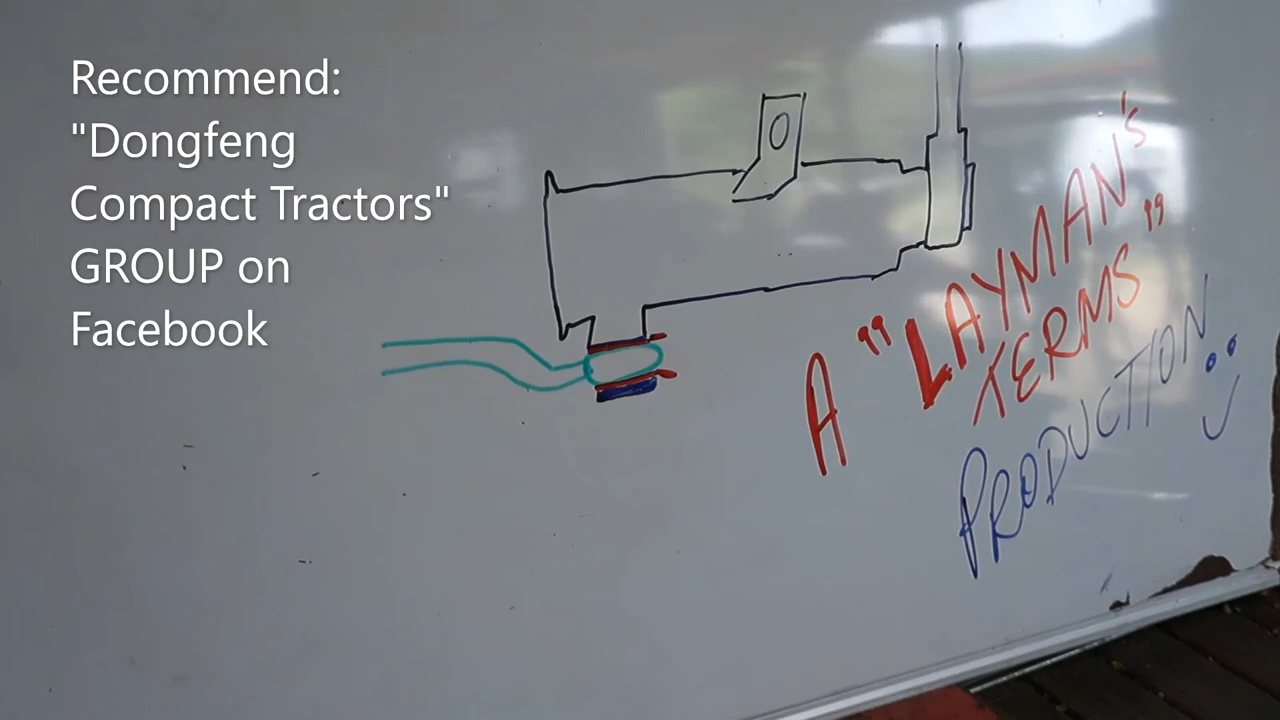 Recommend:
"Dongfeng
Compact Tractors"
GROUP on
Facebook
A "LAYMAN'S
TERMS"
PRODUCTION